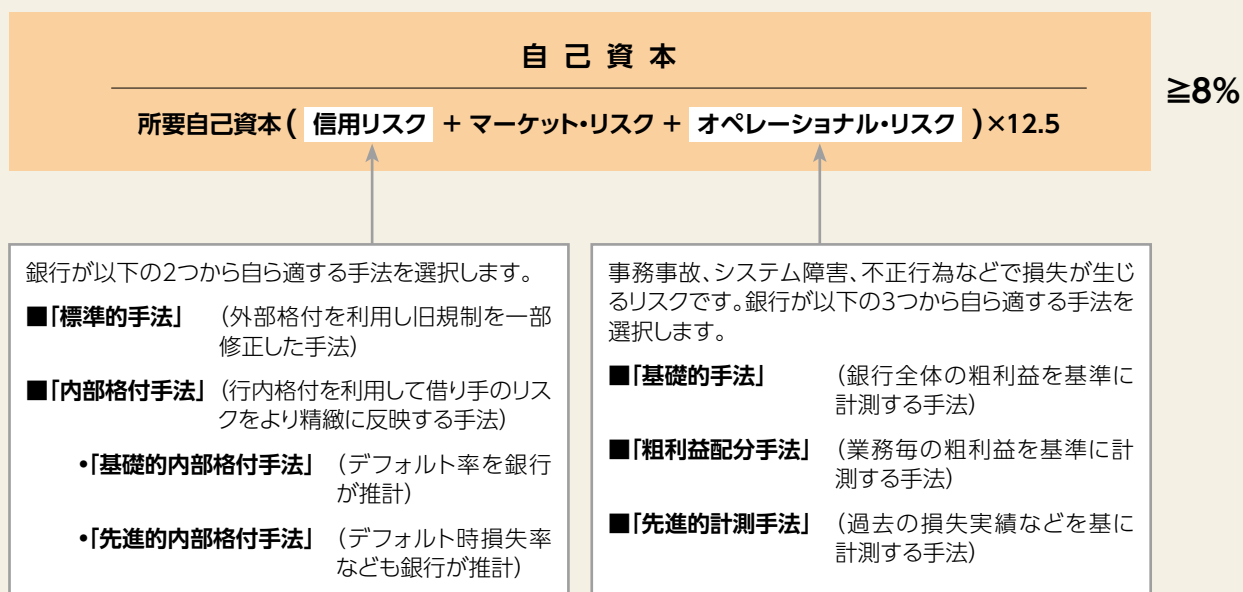 自己資本
≧8%
所要自己資本( 信用リスク + マーケット・リスク + オペレーショナル・リスク )×12.5
銀行が以下の2つから自ら適する手法を選択します。
■「標準的手法」 (外部格付を利用し旧規制を一部
修正した手法)
■「内部格付手法」(行内格付を利用して借り手のリス
クをより精緻に反映する手法)
•「基礎的内部格付手法」 (デフォルト率を銀行
が推計)
•「先進的内部格付手法」 (デフォルト時損失率
なども銀行が推計)
事務事故、システム障害、不正行為などで損失が生じ
るリスクです。銀行が以下の3つから自ら適する手法を
選択します。
■「基礎的手法」 (銀行全体の粗利益を基準に
計測する手法)
■「粗利益配分手法」 (業務毎の粗利益を基準に計
測する手法)
■「先進的計測手法」 (過去の損失実績などを基に
計測する手法)